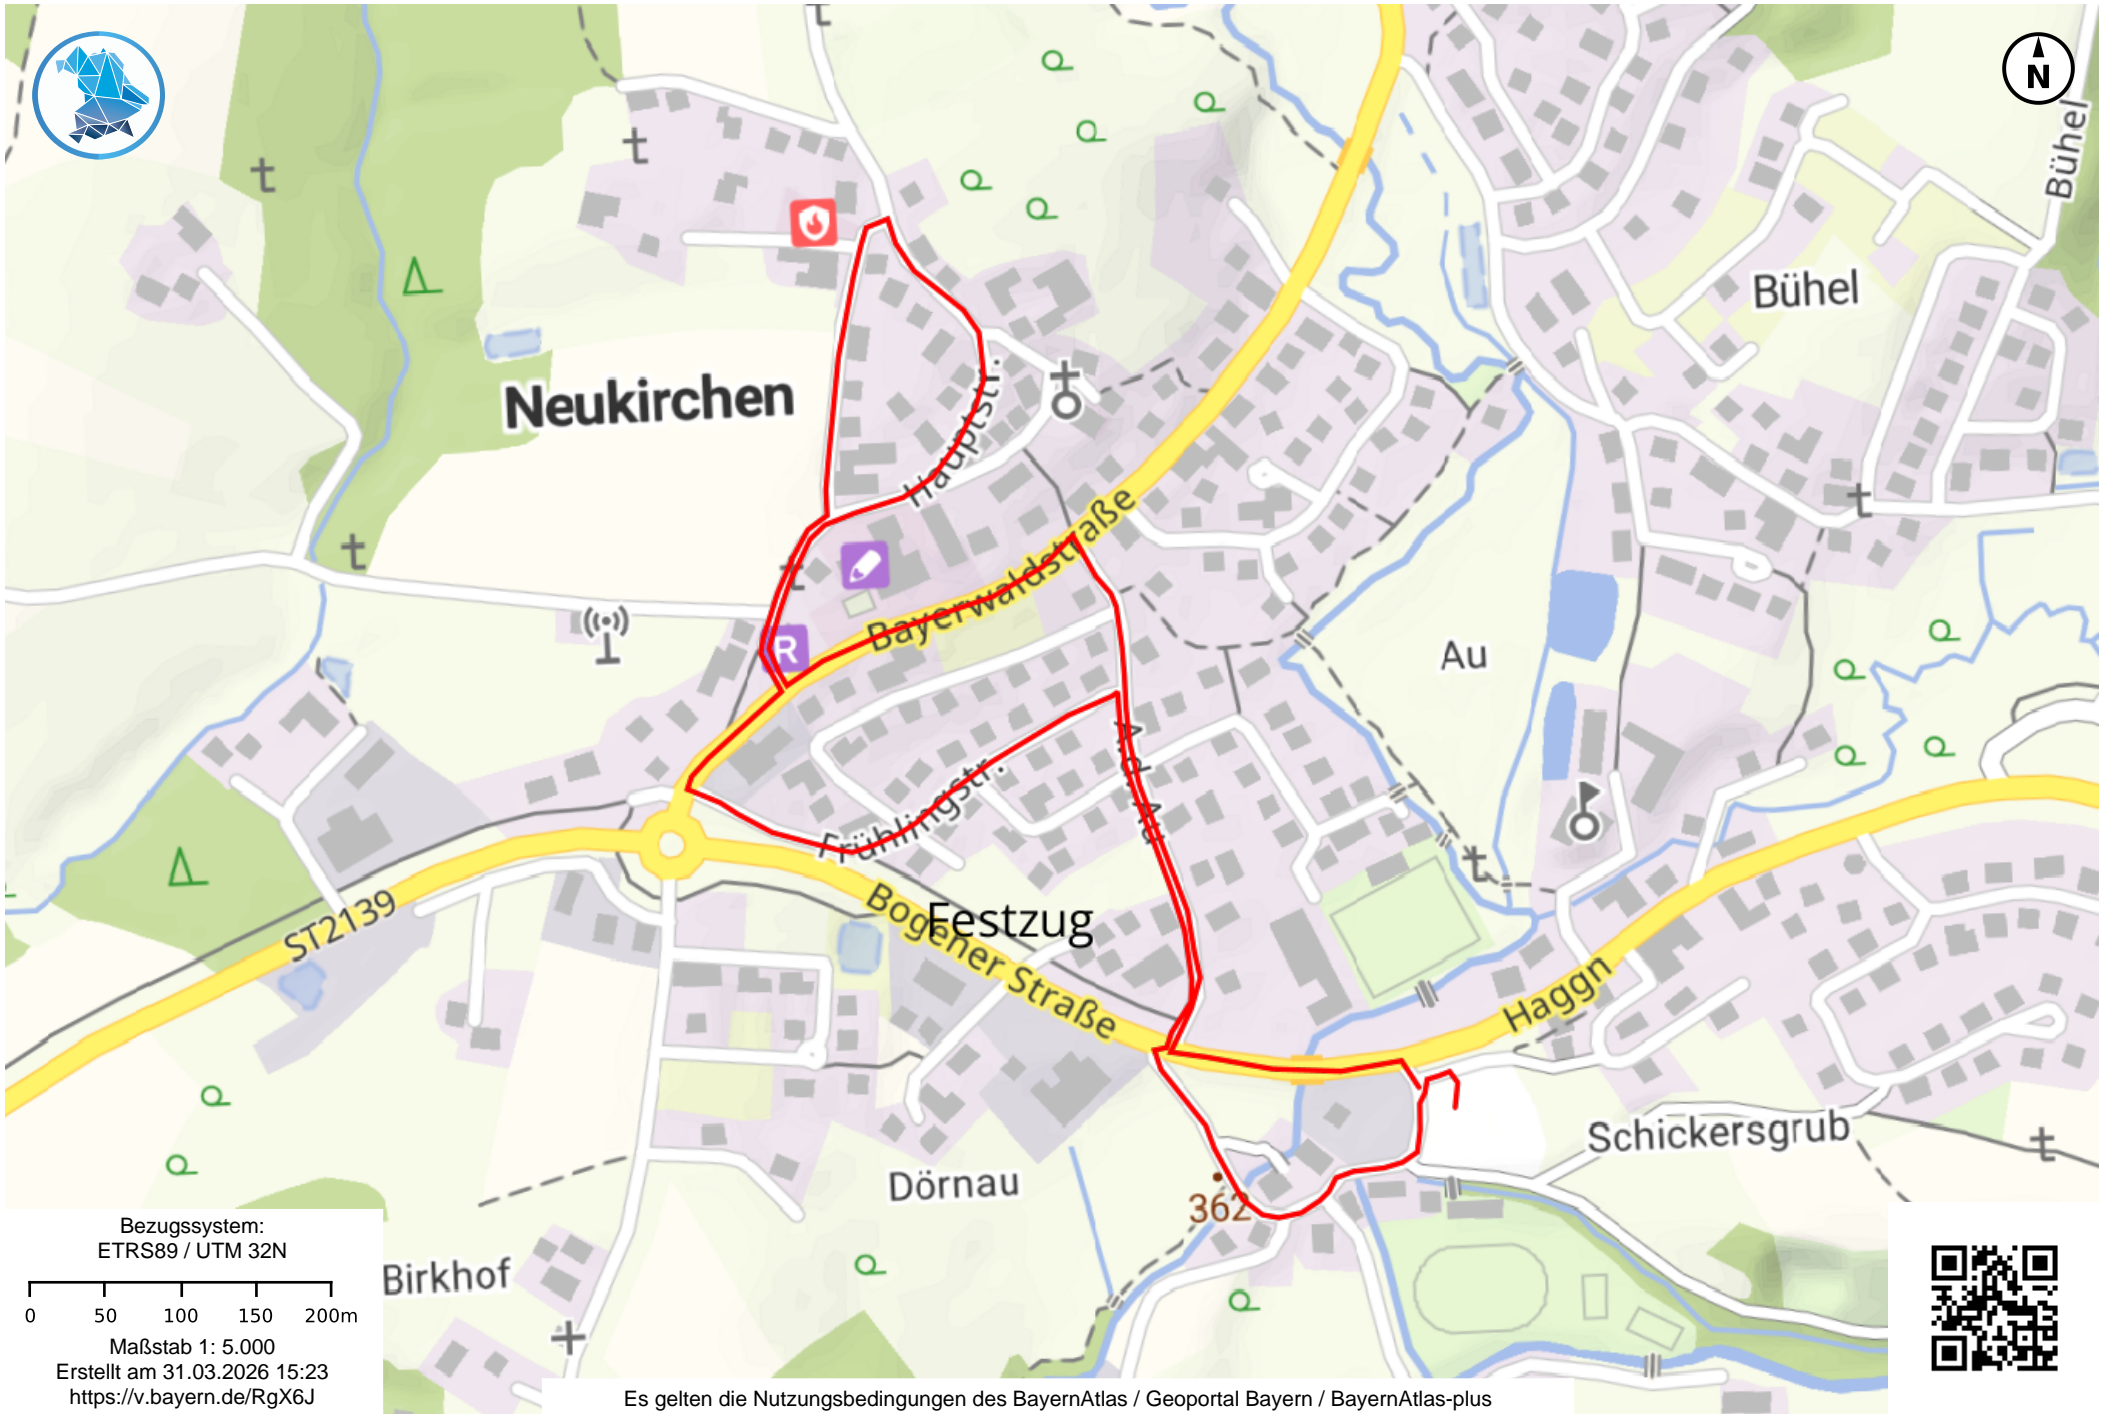 N
Bühel
Bühel
Neukirchen
Hauptstr.
Bayerwaldstraße
R
Au
Frühlingstr.
A.d. Au
ST2139
Bogener Straße
Festzug
Haggn
Schickersgrub
Dörnau
362
Birkhof
Bezugssystem:
ETRS89 / UTM 32N
0 50 100 150 200m
Maßstab 1: 5.000
Erstellt am 31.03.2026 15:23
https://v.bayern.de/RgX6J
Es gelten die Nutzungsbedingungen des BayernAtlas / Geoportal Bayern / BayernAtlas-plus